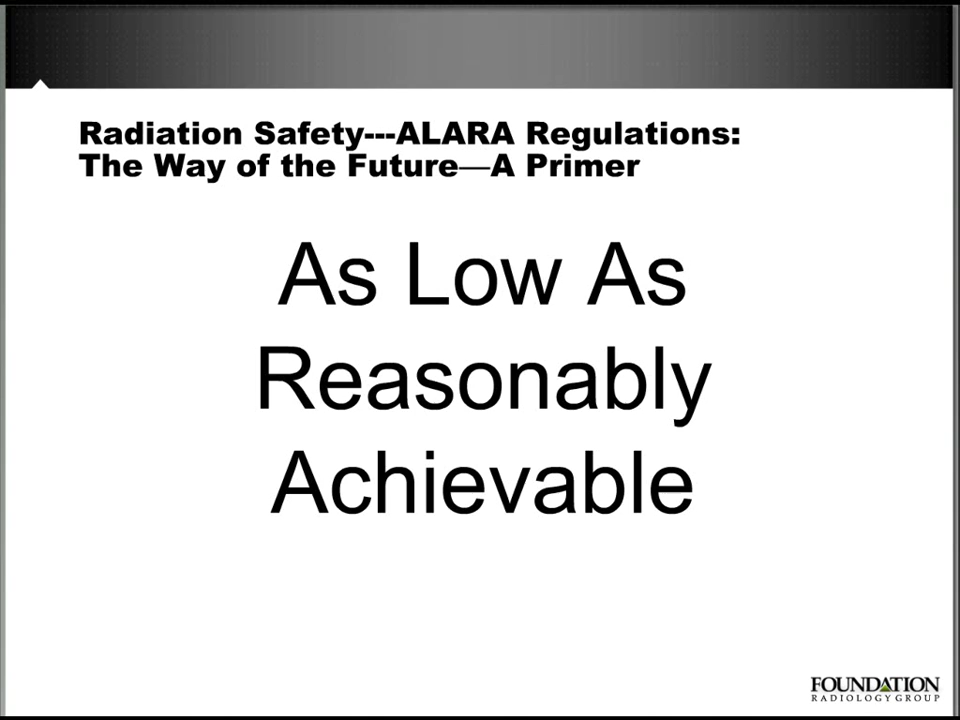 Radiation Safety---ALARA Regulations:
The Way of the Future—A Primer
As Low As
Reasonably
Achievable
FOUNDATION
RADIOLOGY GROUP